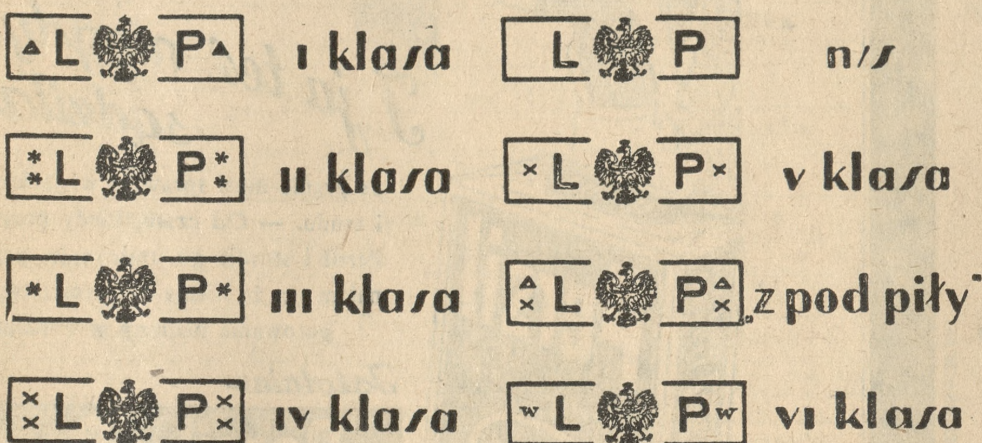 L P I klasa
L P n/s
** L P ** II klasa
× L P × V klasa
* L P * III klasa
× L P × „z pod piły"
×× L P ×× IV klasa
w L P w VI klasa